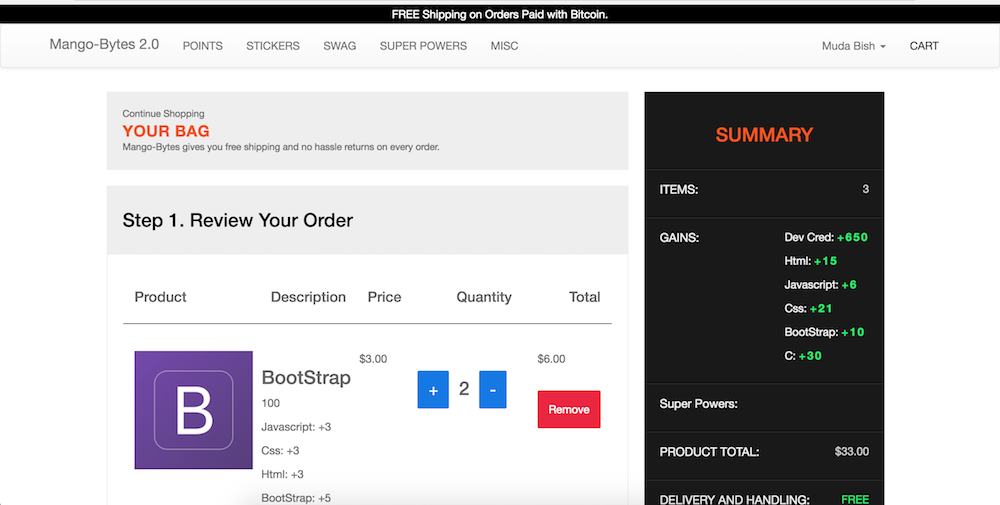 FREE Shipping on Orders Paid with Bitcoin.
Mango-Bytes 2.0 POINTS STICKERS SWAG SUPER POWERS MISC Muda Bish CART
Continue Shopping
YOUR BAG
Mango-Bytes gives you free shipping and no hassle returns on every order.
Step 1. Review Your Order
Product Description Price Quantity Total
B
BootStrap
100
Javascript: +3
Css: +3
Html: +3
BootStrap: +5
$3.00
+ 2 -
$6.00
Remove
SUMMARY
ITEMS: 3
GAINS: Dev Cred: +650
Html: +15
Javascript: +6
Css: +21
BootStrap: +10
C: +30
Super Powers:
PRODUCT TOTAL: $33.00
DELIVERY AND HANDLING: FREE